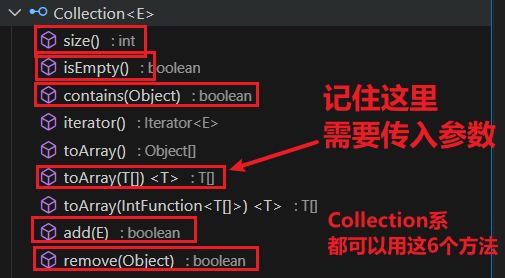 Collection<E>
size() : int
isEmpty() : boolean
contains(Object) : boolean
iterator() : Iterator<E>
toArray() : Object[]
toArray(T[]) <T> : T[]
toArray(IntFunction<T[]>) <T> : T[]
add(E) : boolean
remove(Object) : boolean
记住这里
需要传入参数
Collection系
都可以用这6个方法